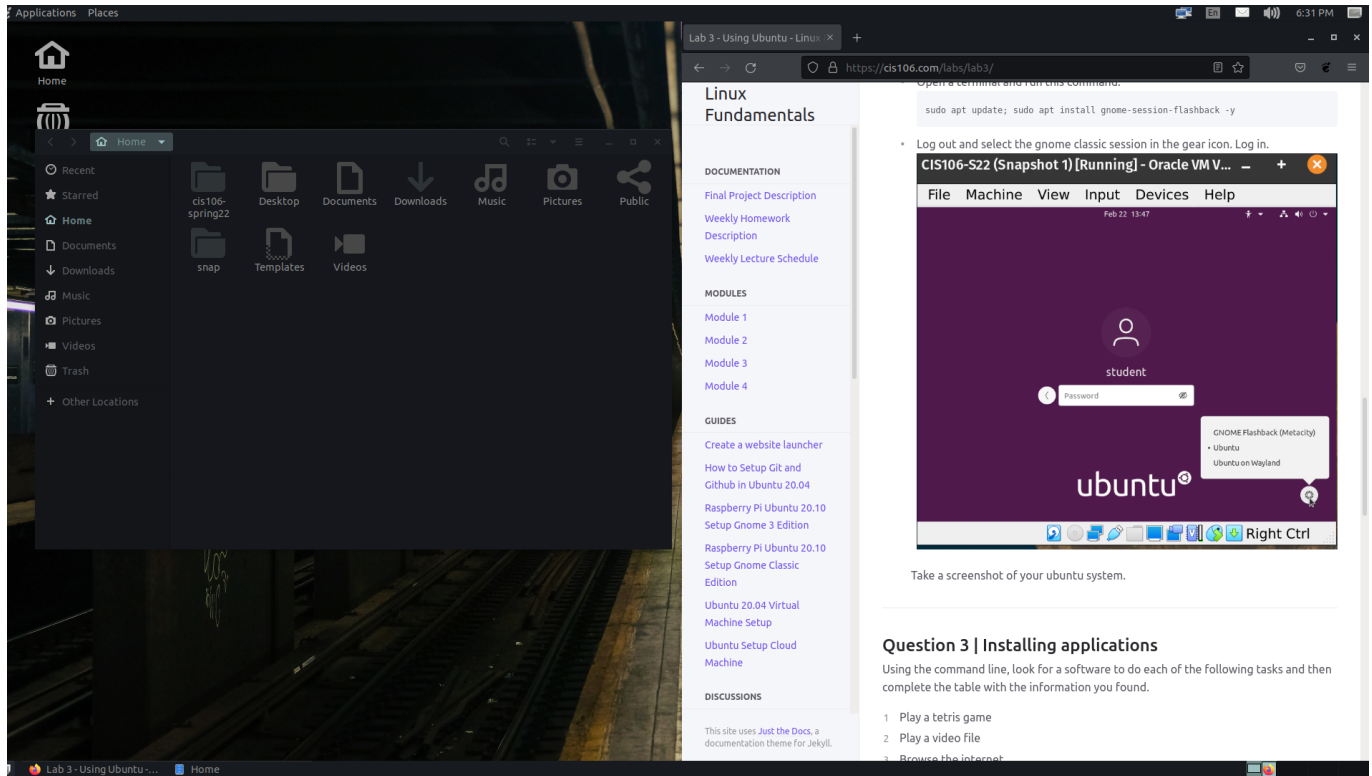 Applications Places
En
6:31 PM
Home
Home
Recent
Starred
Home
Documents
Downloads
Music
Pictures
Videos
Trash
+ Other Locations
cis106-
spring22
Desktop
Documents
Downloads
Music
Pictures
Public
snap
Templates
Videos
Lab 3 - Using Ubuntu - Linux
https://cis106.com/labs/lab3/
Linux
Fundamentals
DOCUMENTATION
Final Project Description
Weekly Homework
Description
Weekly Lecture Schedule
MODULES
Module 1
Module 2
Module 3
Module 4
GUIDES
Create a website launcher
How to Setup Git and
Github in Ubuntu 20.04
Raspberry Pi Ubuntu 20.10
Setup Gnome 3 Edition
Raspberry Pi Ubuntu 20.10
Setup Gnome Classic
Edition
Ubuntu 20.04 Virtual
Machine Setup
Ubuntu Setup Cloud
Machine
DISCUSSIONS
This site uses Just the Docs, a
documentation theme for Jekyll.
Open a terminal and run this command.
sudo apt update; sudo apt install gnome-session-flashback -y
Log out and select the gnome classic session in the gear icon. Log in.
CIS106-S22 (Snapshot 1) [Running] - Oracle VM V...
File Machine View Input Devices Help
Feb 22 13:47
student
Password
GNOME Flashback (Metacity)
• Ubuntu
Ubuntu on Wayland
ubuntu
Right Ctrl
Take a screenshot of your ubuntu system.
Question 3 | Installing applications
Using the command line, look for a software to do each of the following tasks and then
complete the table with the information you found.
1 Play a tetris game
2 Play a video file
3 Browse the internet
Lab 3 - Using Ubuntu -...
Home